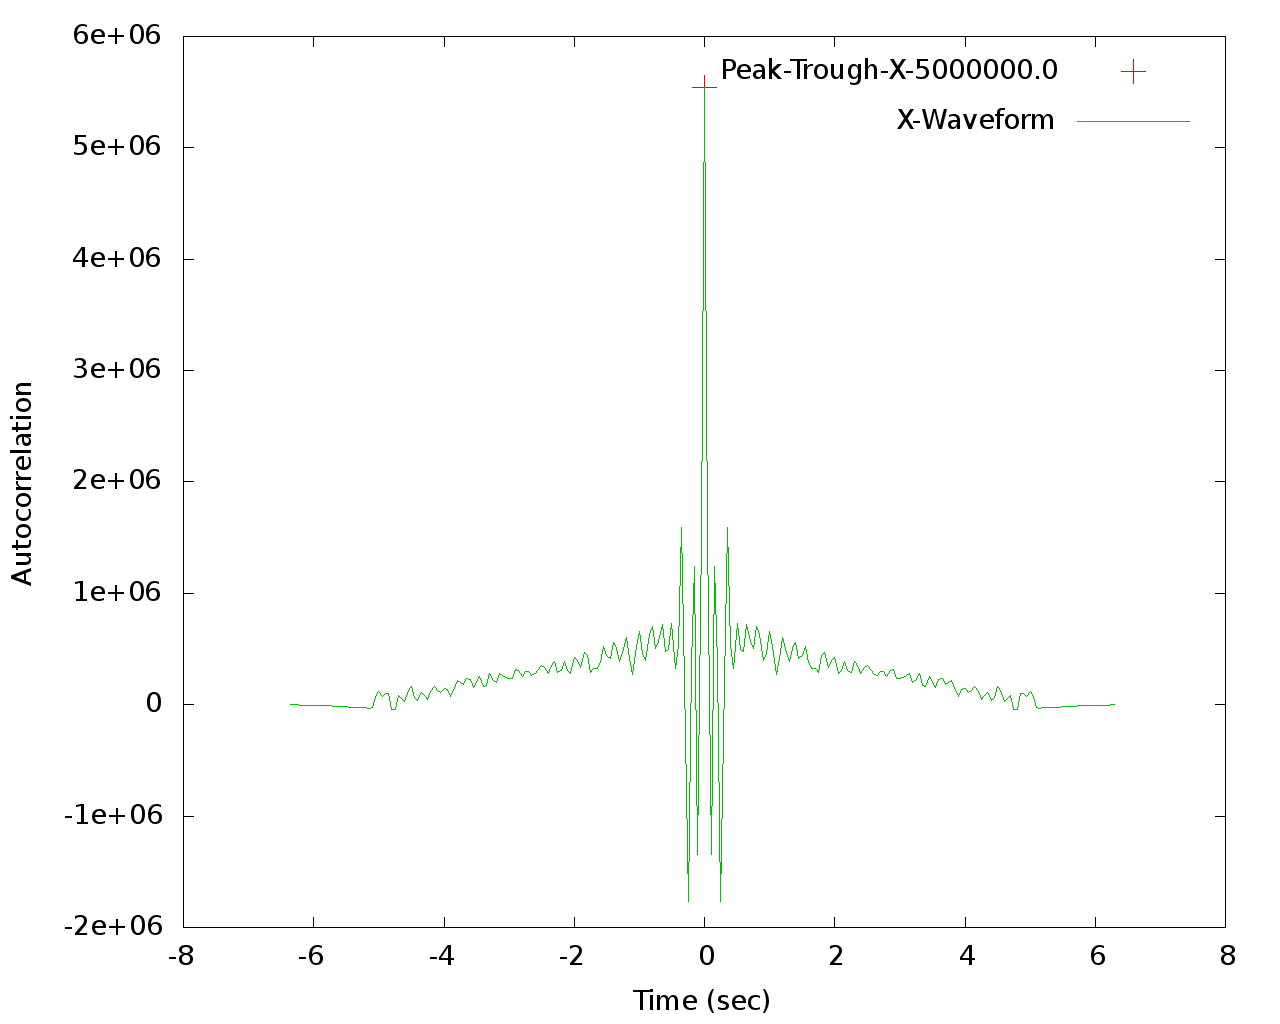 6e+06
5e+06
4e+06
3e+06
2e+06
1e+06
0
-1e+06
-2e+06
Autocorrelation
Peak-Trough-X-5000000.0
X-Waveform
-8 -6 -4 -2 0 2 4 6 8
Time (sec)